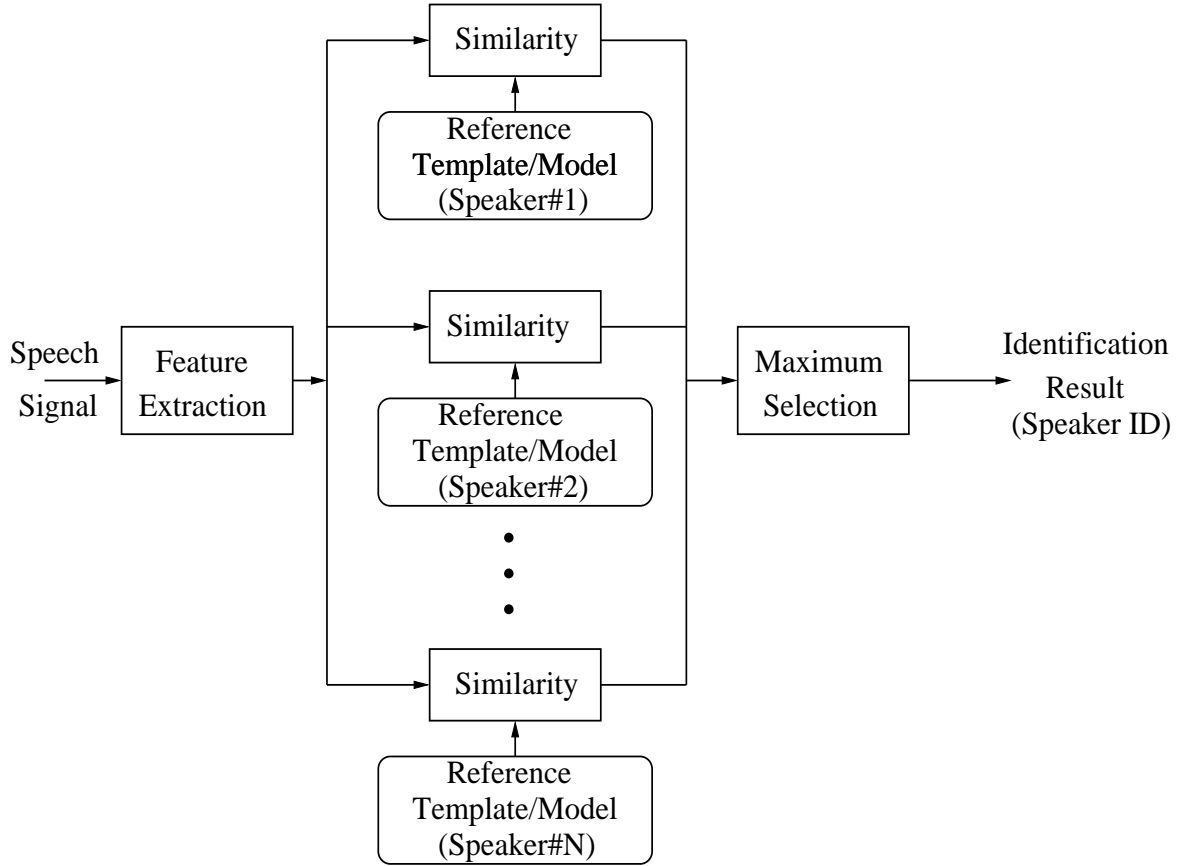 Similarity
Reference
Template/Model
(Speaker#1)
Speech
Signal
Feature
Extraction
Similarity
Reference
Template/Model
(Speaker#2)
Maximum
Selection
Identification
Result
(Speaker ID)
Similarity
Reference
Template/Model
(Speaker#N)